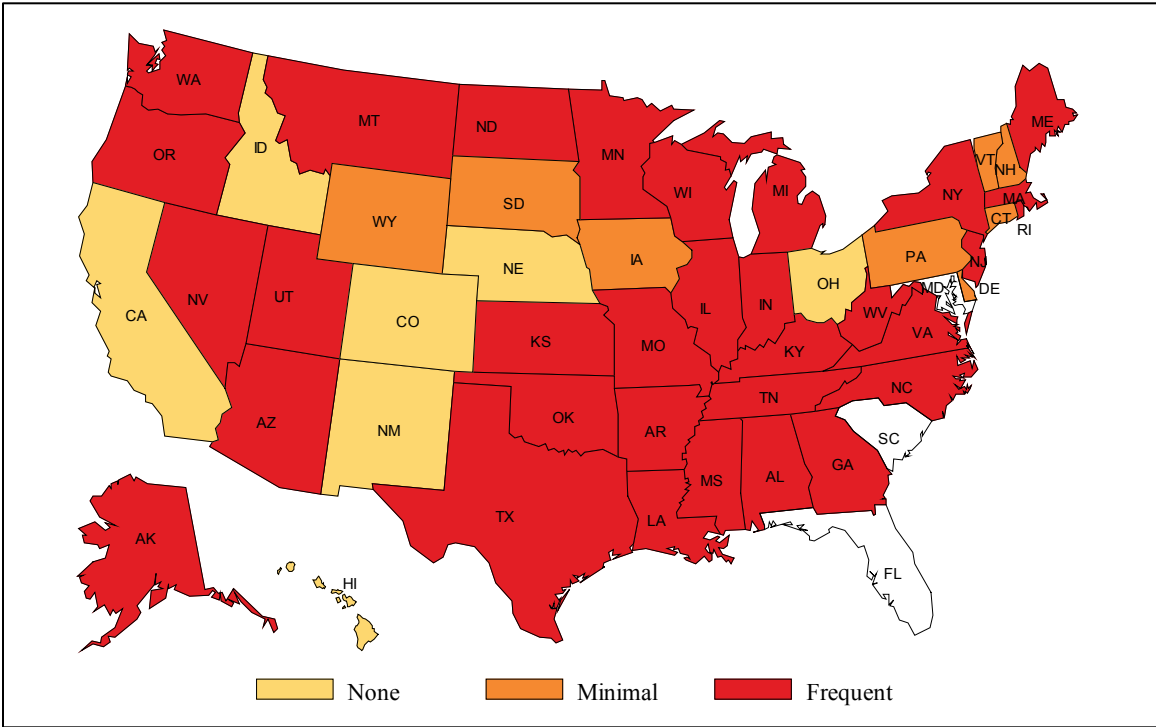 WA
MT
ND
MN
ME
OR
ID
WI
MI
VT
NH
NY
MA
WY
SD
CT
RI
IA
PA
NE
NJ
OH
MD
DE
NV
UT
CA
CO
IL
IN
WV
VA
KS
MO
KY
NC
TN
AZ
NM
OK
AR
SC
MS
AL
GA
TX
LA
AK
HI
FL
None
Minimal
Frequent